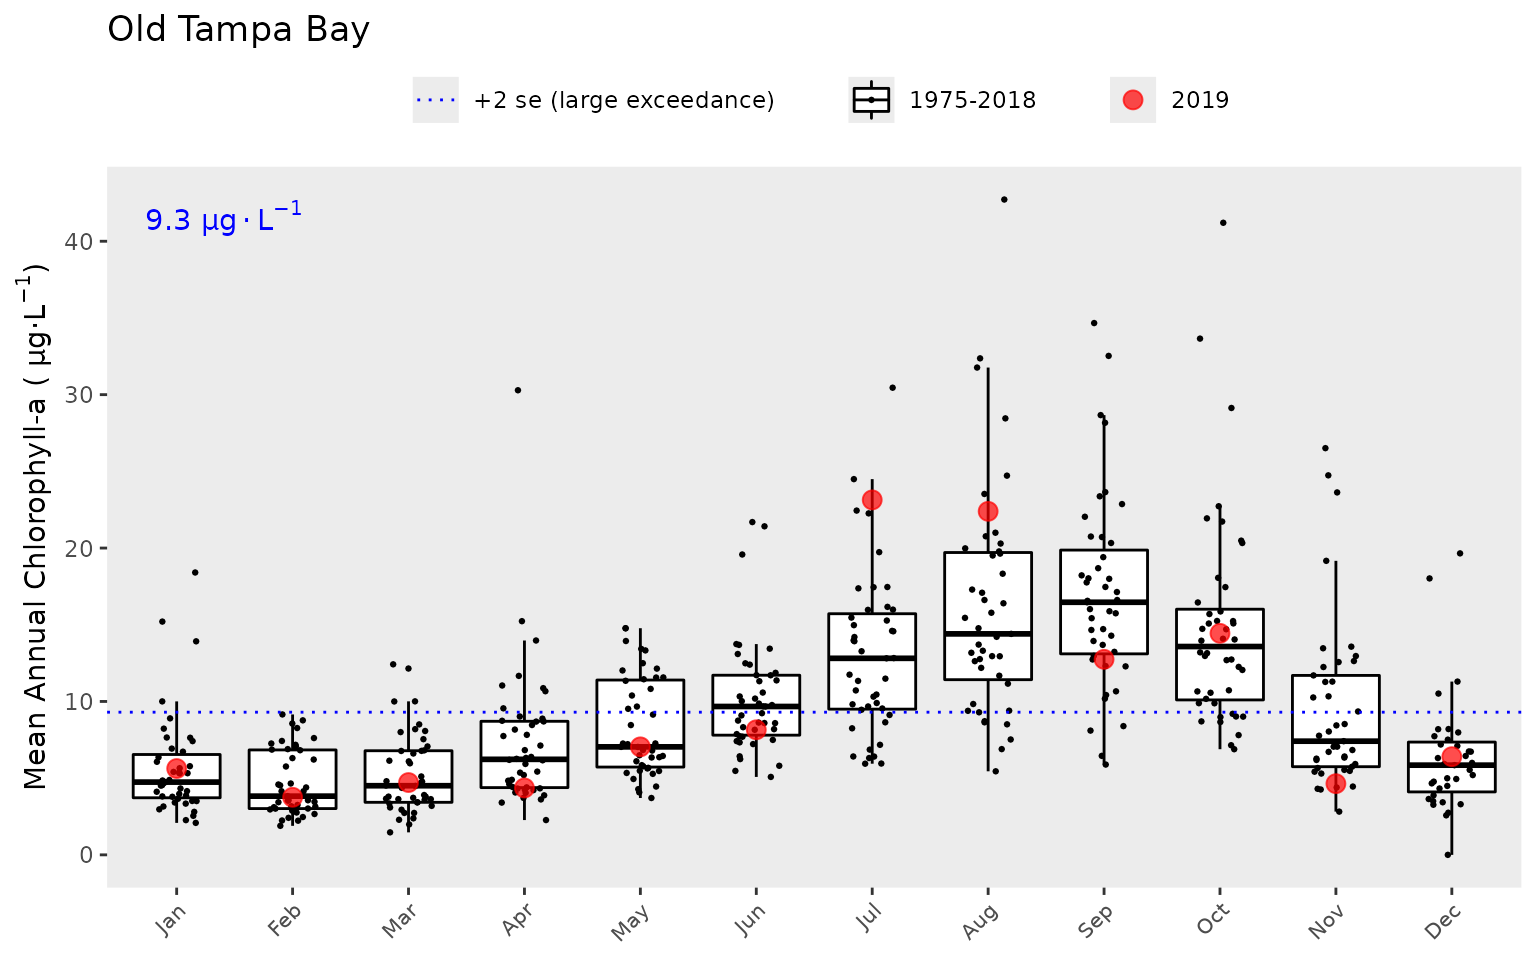 Old Tampa Bay
+2 se (large exceedance) 1975-2018 2019
9.3 µg·L⁻¹
Mean Annual Chlorophyll-a ( µg·L⁻¹)
40
30
20
10
0
Jan Feb Mar Apr May Jun Jul Aug Sep Oct Nov Dec